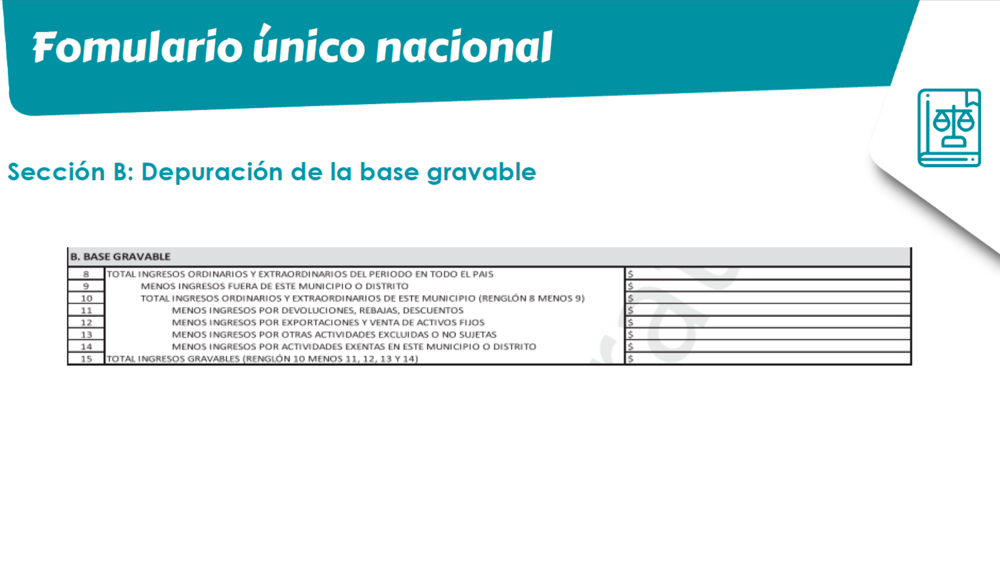 Fomulario único nacional
Sección B: Depuración de la base gravable
B. BASE GRAVABLE
8 TOTAL INGRESOS ORDINARIOS Y EXTRAORDINARIOS DEL PERIODO EN TODO EL PAIS $
9 MENOS INGRESOS FUERA DE ESTE MUNICIPIO O DISTRITO $
10 TOTAL INGRESOS ORDINARIOS Y EXTRAORDINARIOS DE ESTE MUNICIPIO (RENGLÓN 8 MENOS 9) $
11 MENOS INGRESOS POR DEVOLUCIONES, REBAJAS, DESCUENTOS $
12 MENOS INGRESOS POR EXPORTACIONES Y VENTA DE ACTIVOS FIJOS $
13 MENOS INGRESOS POR OTRAS ACTIVIDADES EXCLUIDAS O NO SUJETAS $
14 MENOS INGRESOS POR ACTIVIDADES EXENTAS EN ESTE MUNICIPIO O DISTRITO $
15 TOTAL INGRESOS GRAVABLES (RENGLÓN 10 MENOS 11, 12, 13 Y 14) $